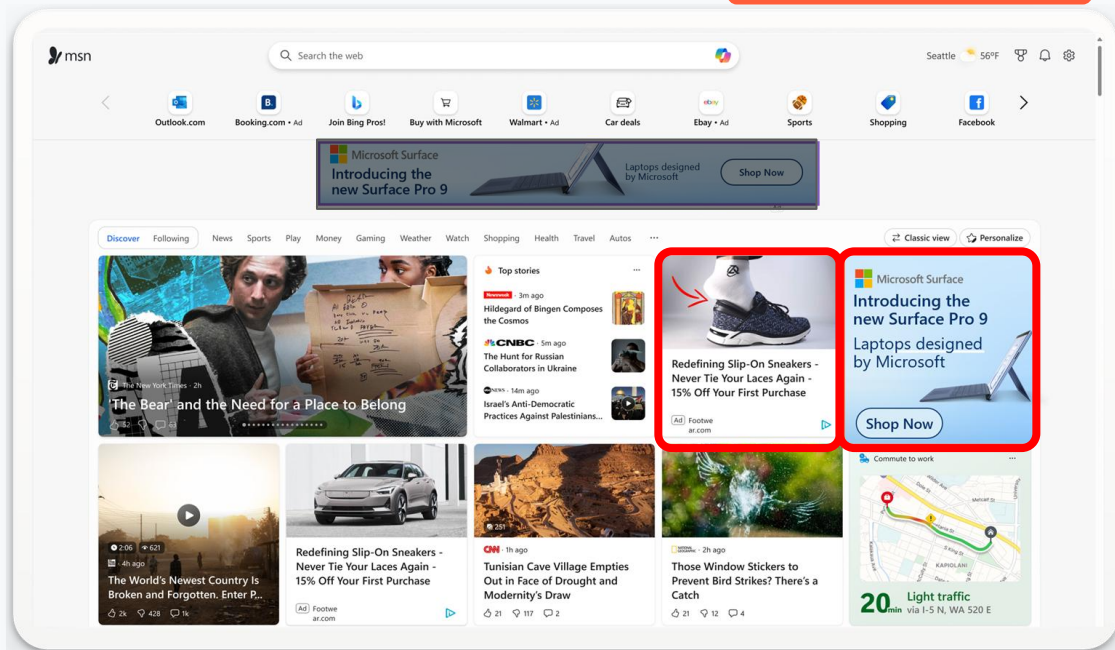 msn
Search the web
Seattle 56°F
Outlook.com
Booking.com • Ad
Join Bing Pros!
Buy with Microsoft
Walmart • Ad
Car deals
Ebay • Ad
Sports
Shopping
Facebook
Microsoft Surface
Introducing the
new Surface Pro 9
Laptops designed
by Microsoft
Shop Now
Discover Following News Sports Play Money Gaming Weather Watch Shopping Health Travel Autos ...
Classic view
Personalize
The New York Times · 2h
'The Bear' and the Need for a Place to Belong
Top stories
Newsweek · 3m ago
Hildegard of Bingen Composes
the Cosmos
CNBC · 5m ago
The Hunt for Russian
Collaborators in Ukraine
NEWS · 14m ago
Israel's Anti-Democratic
Practices Against Palestinians...
Redefining Slip-On Sneakers -
Never Tie Your Laces Again -
15% Off Your First Purchase
Ad Footwe
ar.com
Microsoft Surface
Introducing the
new Surface Pro 9
Laptops designed
by Microsoft
Shop Now
2:06 621
4h ago
The World's Newest Country Is
Broken and Forgotten. Enter P...
2k 428 1k
Redefining Slip-On Sneakers -
Never Tie Your Laces Again -
15% Off Your First Purchase
Ad Footwe
ar.com
251
CNN · 1h ago
Tunisian Cave Village Empties
Out in Face of Drought and
Modernity's Draw
21 117 2
NATIONAL GEOGRAPHIC · 2h ago
Those Window Stickers to
Prevent Bird Strikes? There's a
Catch
21 12 4
Commute to work
KAPIOLANI
20 min
Light traffic
via I-5 N, WA 520 E